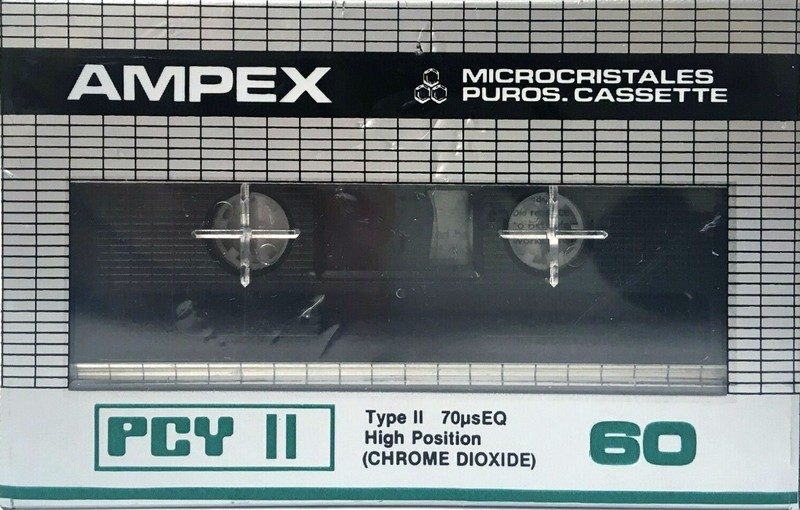 AMPEX
MICROCRISTALES
PUROS. CASSETTE
PCY II
Type II 70µsEQ
High Position
(CHROME DIOXIDE)
60